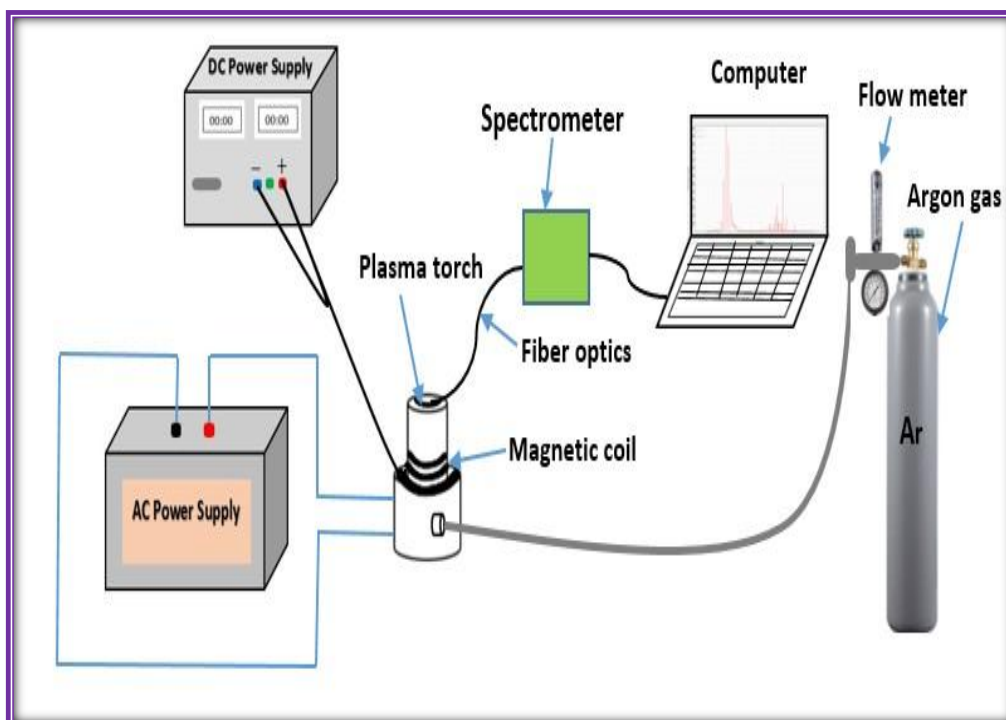 DC Power Supply
00:00
00:00
− +
Computer
Flow meter
Spectrometer
Argon gas
Plasma torch
Fiber optics
Magnetic coil
Ar
AC Power Supply